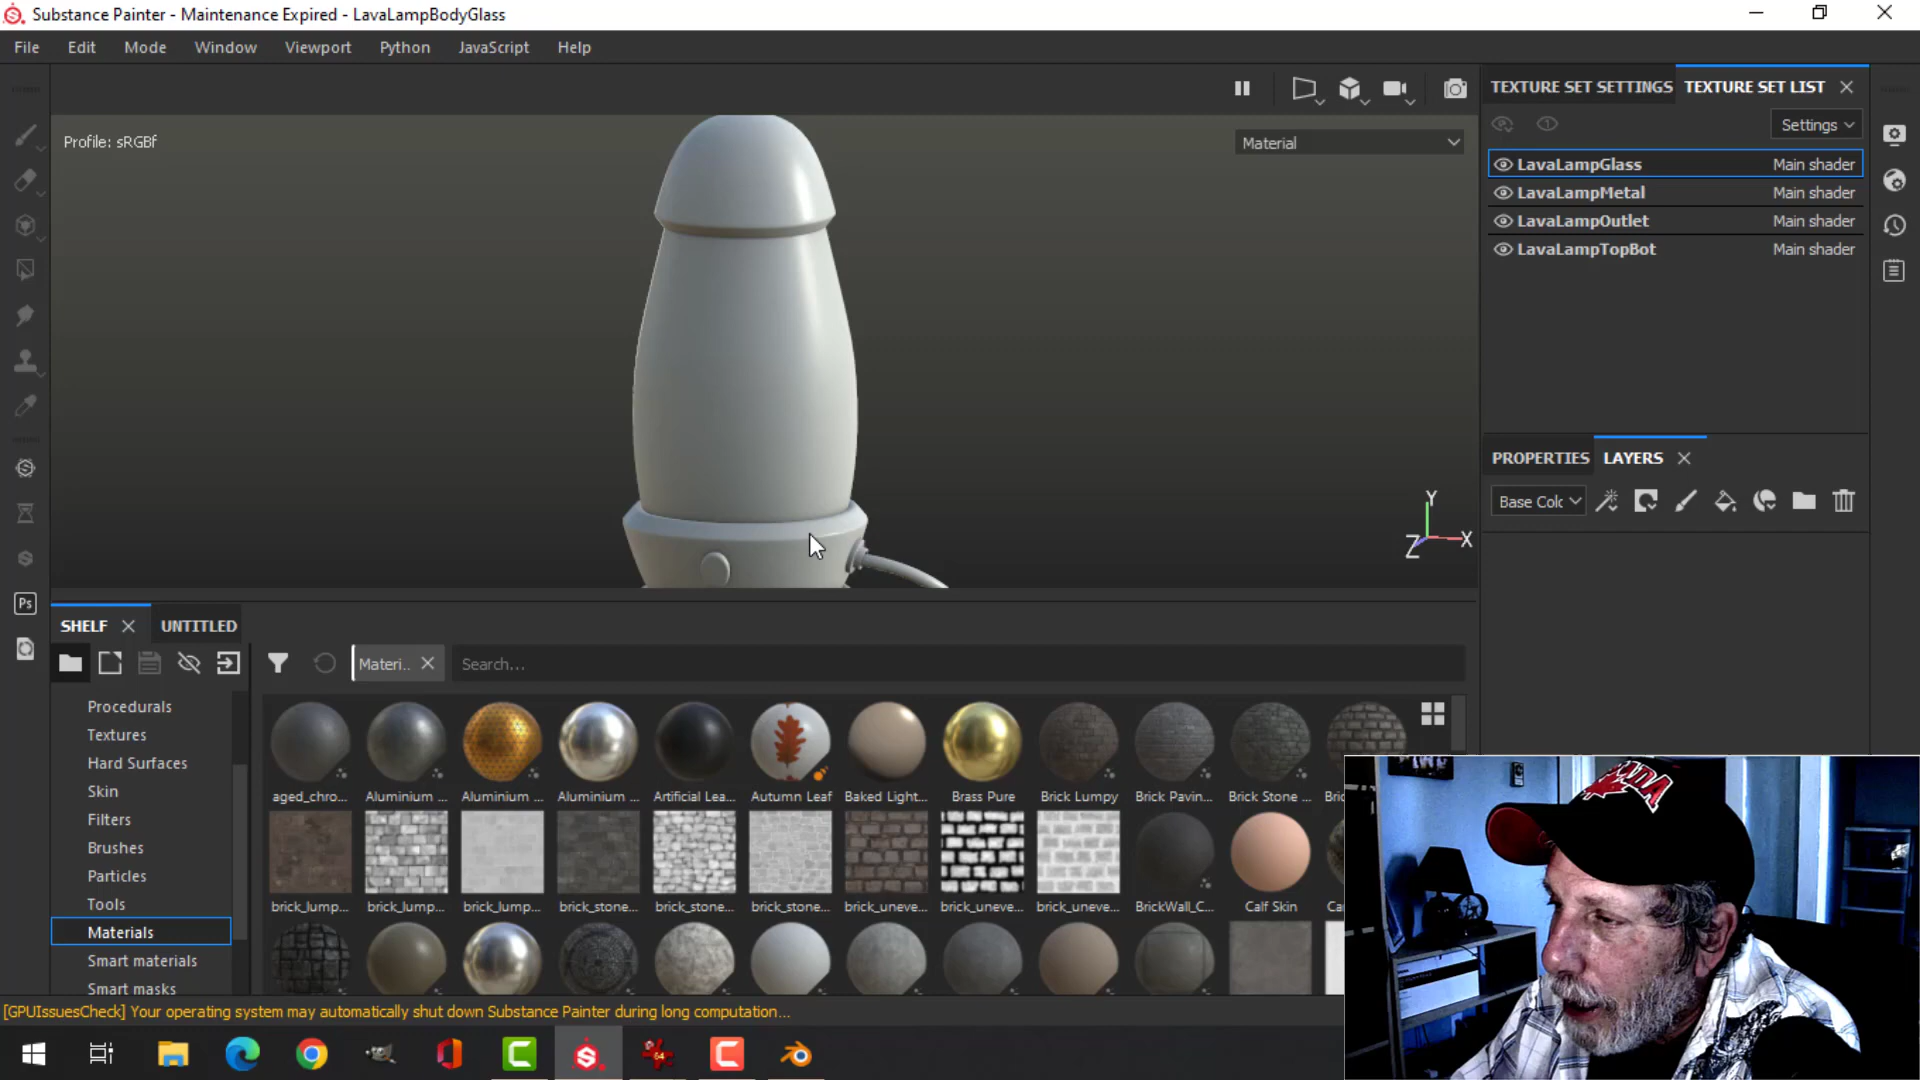 Substance Painter - Maintenance Expired - LavaLampBodyGlass
File Edit Mode Window Viewport Python JavaScript Help
Profile: sRGBf
Material
TEXTURE SET SETTINGS TEXTURE SET LIST
Settings
LavaLampGlass Main shader
LavaLampMetal Main shader
LavaLampOutlet Main shader
LavaLampTopBot Main shader
PROPERTIES LAYERS
Base Colc
Y
Z X
Ps
SHELF UNTITLED
Materi.. Search...
Procedurals
Textures
Hard Surfaces
Skin
Filters
Brushes
Particles
Tools
Materials
Smart materials
Smart masks
aged_chro... Aluminium ... Aluminium ... Aluminium ... Artificial Lea... Autumn Leaf Baked Light... Brass Pure Brick Lumpy Brick Pavin... Brick Stone ...
brick_lump... brick_lump... brick_lump... brick_stone... brick_stone... brick_stone... brick_uneve... brick_uneve... brick_uneve... BrickWall_C... Calf Skin
[GPUIssuesCheck] Your operating system may automatically shut down Substance Painter during long computation...